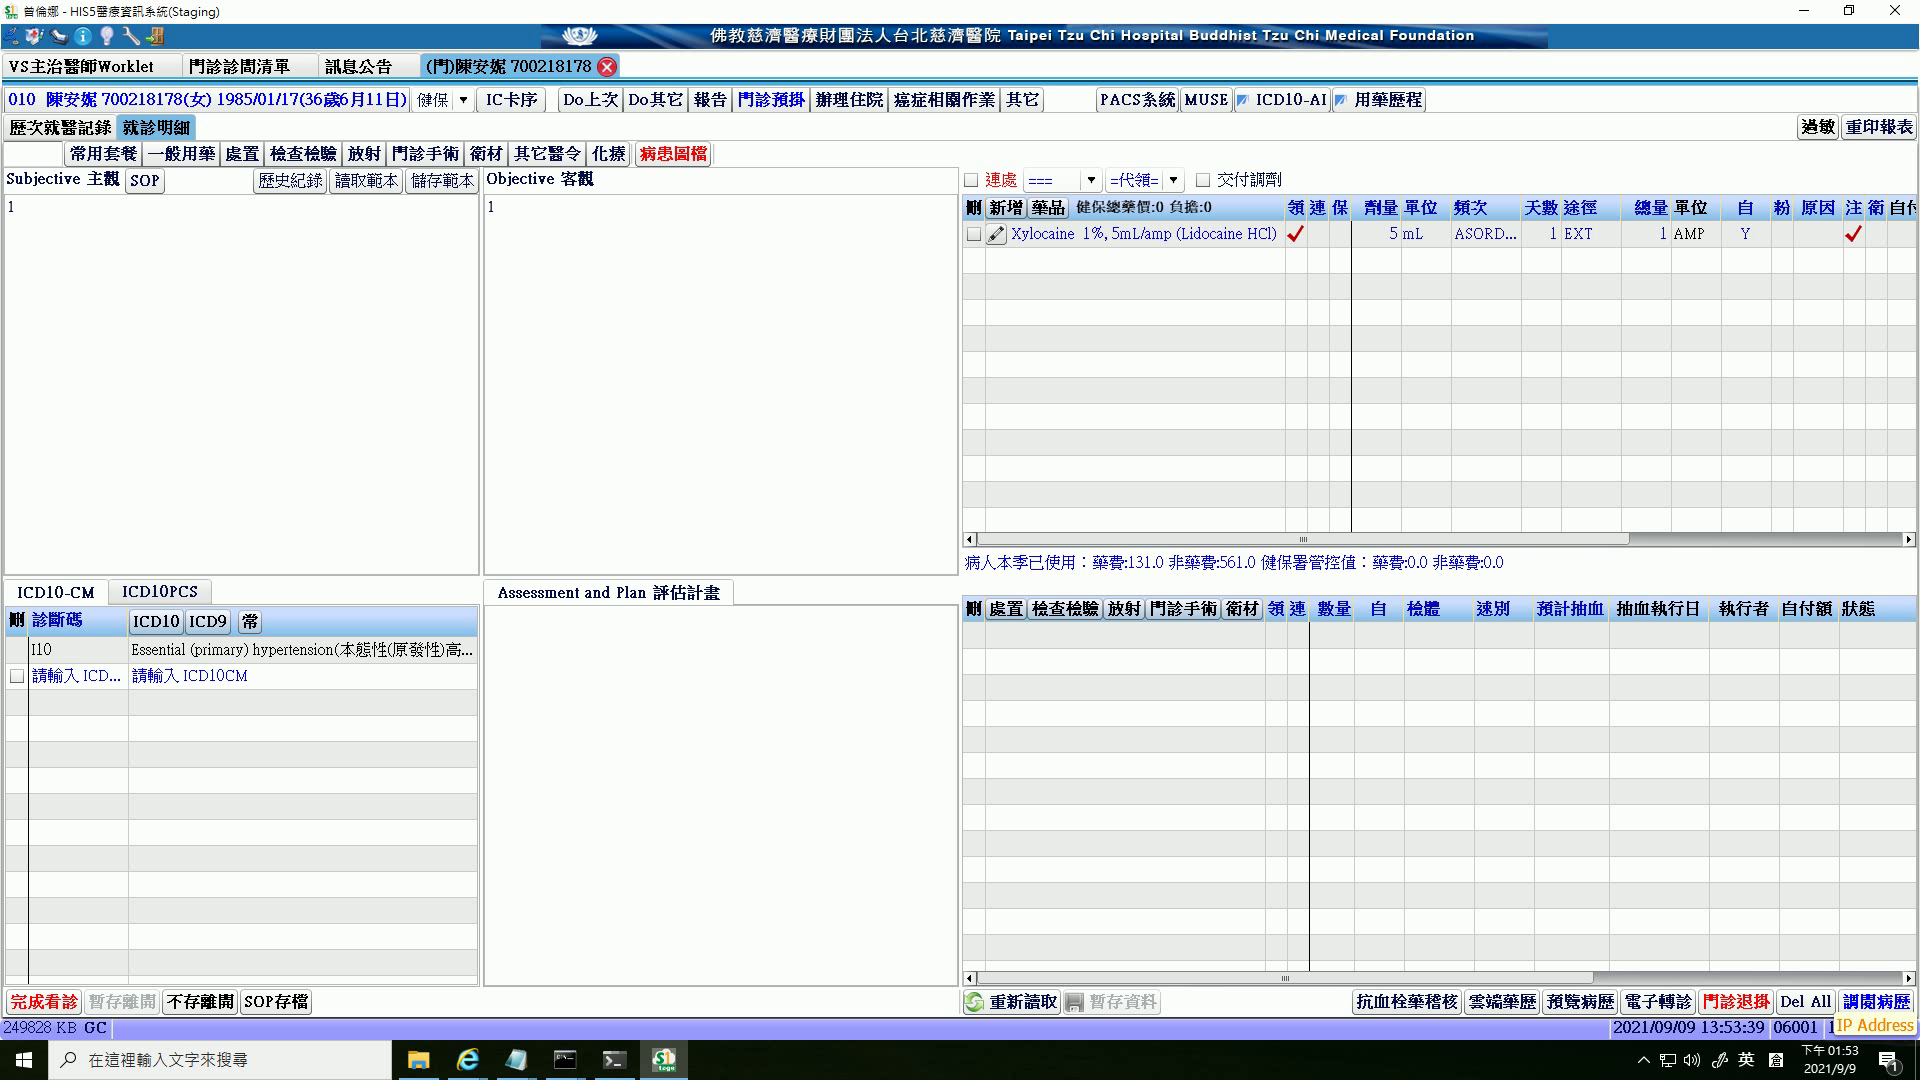 曾倫娜 - HIS5醫療資訊系統(Staging)
佛教慈濟醫療財團法人台北慈濟醫院 Taipei Tzu Chi Hospital Buddhist Tzu Chi Medical Foundation
VS主治醫師Worklet 門診診間清單 訊息公告 (門)陳安妮 700218178
010 陳安妮 700218178(女) 1985/01/17(36歲6月11日) 健保 IC卡序 Do上次 Do其它 報告 門診預掛 辦理住院 癌症相關作業 其它 PACS系統 MUSE ICD10-AI 用藥歷程
歷次就醫記錄 就診明細 過敏 重印報表
常用套餐 一般用藥 處置 檢查檢驗 放射 門診手術 衛材 其它醫令 化療 病患圖檔
Subjective 主觀 SOP 歷史紀錄 讀取範本 儲存範本 Objective 客觀 連處 === =代領= 交付調劑
1 1
刪 新增 藥品 健保總藥價:0 負擔:0 領 連 保 劑量 單位 頻次 天數 途徑 總量 單位 自 粉 原因 注 衛 自付
Xylocaine 1%, 5mL/amp (Lidocaine HCl) 5 mL ASORD... 1 EXT 1 AMP Y
病人本季已使用：藥費:131.0 非藥費:561.0 健保署管控值：藥費:0.0 非藥費:0.0
ICD10-CM ICD10PCS Assessment and Plan 評估計畫
刪 診斷碼 ICD10 ICD9 常
I10 Essential (primary) hypertension(本態性(原發性)高...
請輸入 ICD... 請輸入 ICD10CM
刪 處置 檢查檢驗 放射 門診手術 衛材 領 連 數量 自 檢體 速別 預計抽血 抽血執行日 執行者 自付額 狀態
完成看診 暫存離開 不存離開 SOP存檔 重新讀取 暫存資料 抗血栓藥稽核 雲端藥歷 預覽病歷 電子轉診 門診退掛 Del All 調閱病歷
249828 KB GC 2021/09/09 13:53:39 06001 1 IP Address
在這裡輸入文字來搜尋 英 下午 01:53
2021/9/9 1